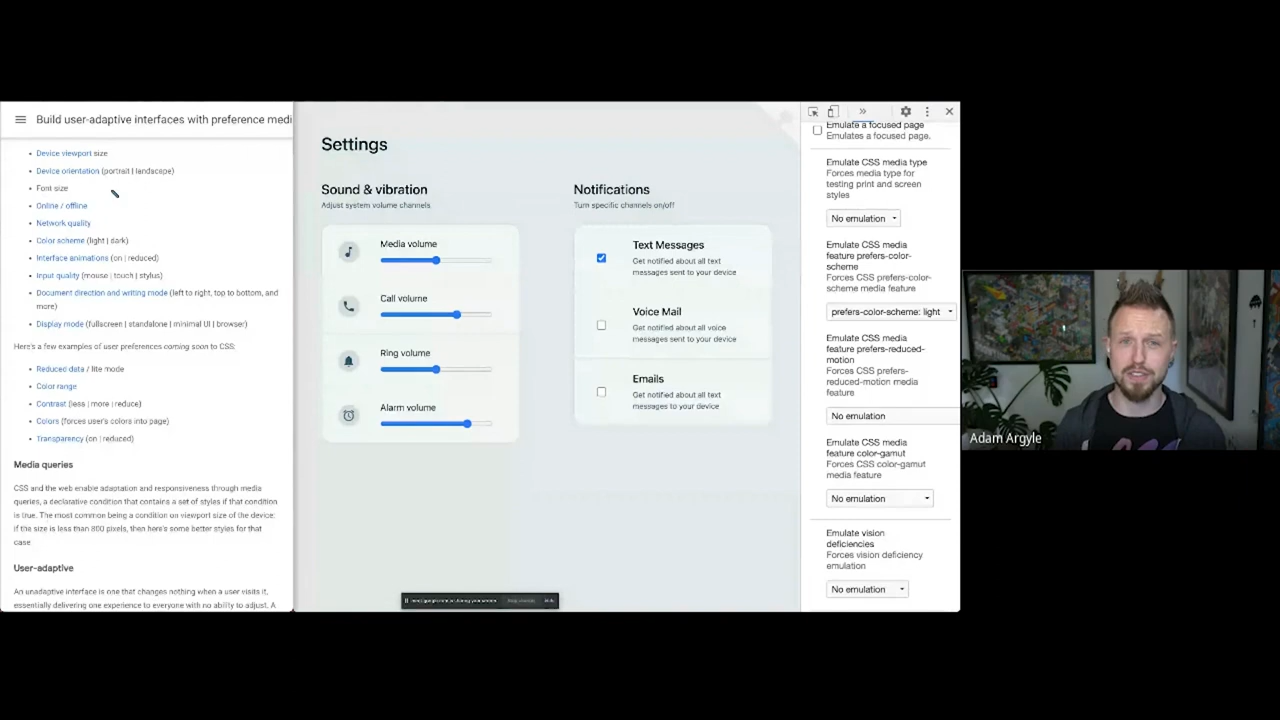 Build user-adaptive interfaces with preference medi
Device viewport size
Device orientation (portrait | landscape)
Font size
Online / offline
Network quality
Color scheme (light | dark)
Interface animations (on | reduced)
Input quality (mouse | touch | stylus)
Document direction and writing mode (left to right, top to bottom, and
more)
Display mode (fullscreen | standalone | minimal UI | browser)
Here's a few examples of user preferences coming soon to CSS:
Reduced data / lite mode
Color range
Contrast (less | more | reduce)
Colors (forces user's colors into page)
Transparency (on | reduced)
Media queries
CSS and the web enable adaptation and responsiveness through media
queries, a declarative condition that contains a set of styles if that condition
is true. The most common being a condition on viewport size of the device:
if the size is less than 800 pixels, then here's some better styles for that
case
User-adaptive
An unadaptive interface is one that changes nothing when a user visits it,
essentially delivering one experience to everyone with no ability to adjust. A
Settings
Sound & vibration
Adjust system volume channels
Media volume
Call volume
Ring volume
Alarm volume
Notifications
Turn specific channels on/off
Text Messages
Get notified about all text
messages sent to your device
Voice Mail
Get notified about all voice
messages sent to your device
Emails
Get notified about all text
messages to your device
Emulate a focused page
Emulates a focused page.
Emulate CSS media type
Forces media type for
testing print and screen
styles
No emulation
Emulate CSS media
feature prefers-color-
scheme
Forces CSS prefers-color-
scheme media feature
prefers-color-scheme: light
Emulate CSS media
feature prefers-reduced-
motion
Forces CSS prefers-
reduced-motion media
feature
No emulation
Emulate CSS media
feature color-gamut
Forces CSS color-gamut
media feature
No emulation
Emulate vision
deficiencies
Forces vision deficiency
emulation
No emulation
Adam Argyle